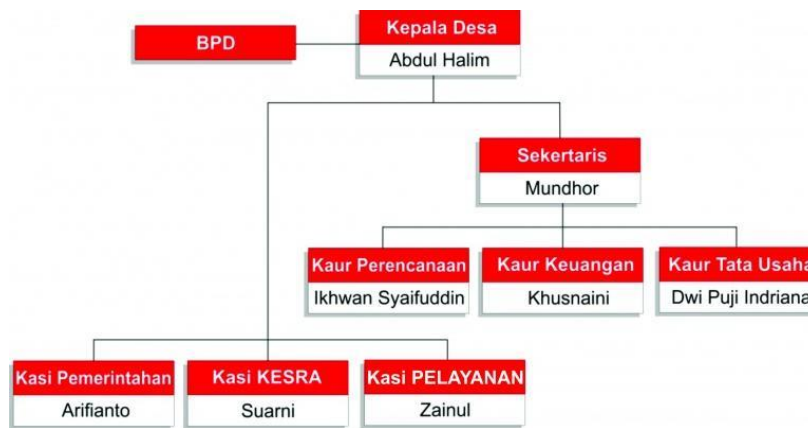 Kepala Desa
Abdul Halim
BPD
Sekertaris
Mundhor
Kaur Perencanaan
Ikhwan Syaifuddin
Kaur Keuangan
Khusnaini
Kaur Tata Usaha
Dwi Puji Indriana
Kasi Pemerintahan
Arifianto
Kasi KESRA
Suarni
Kasi PELAYANAN
Zainul